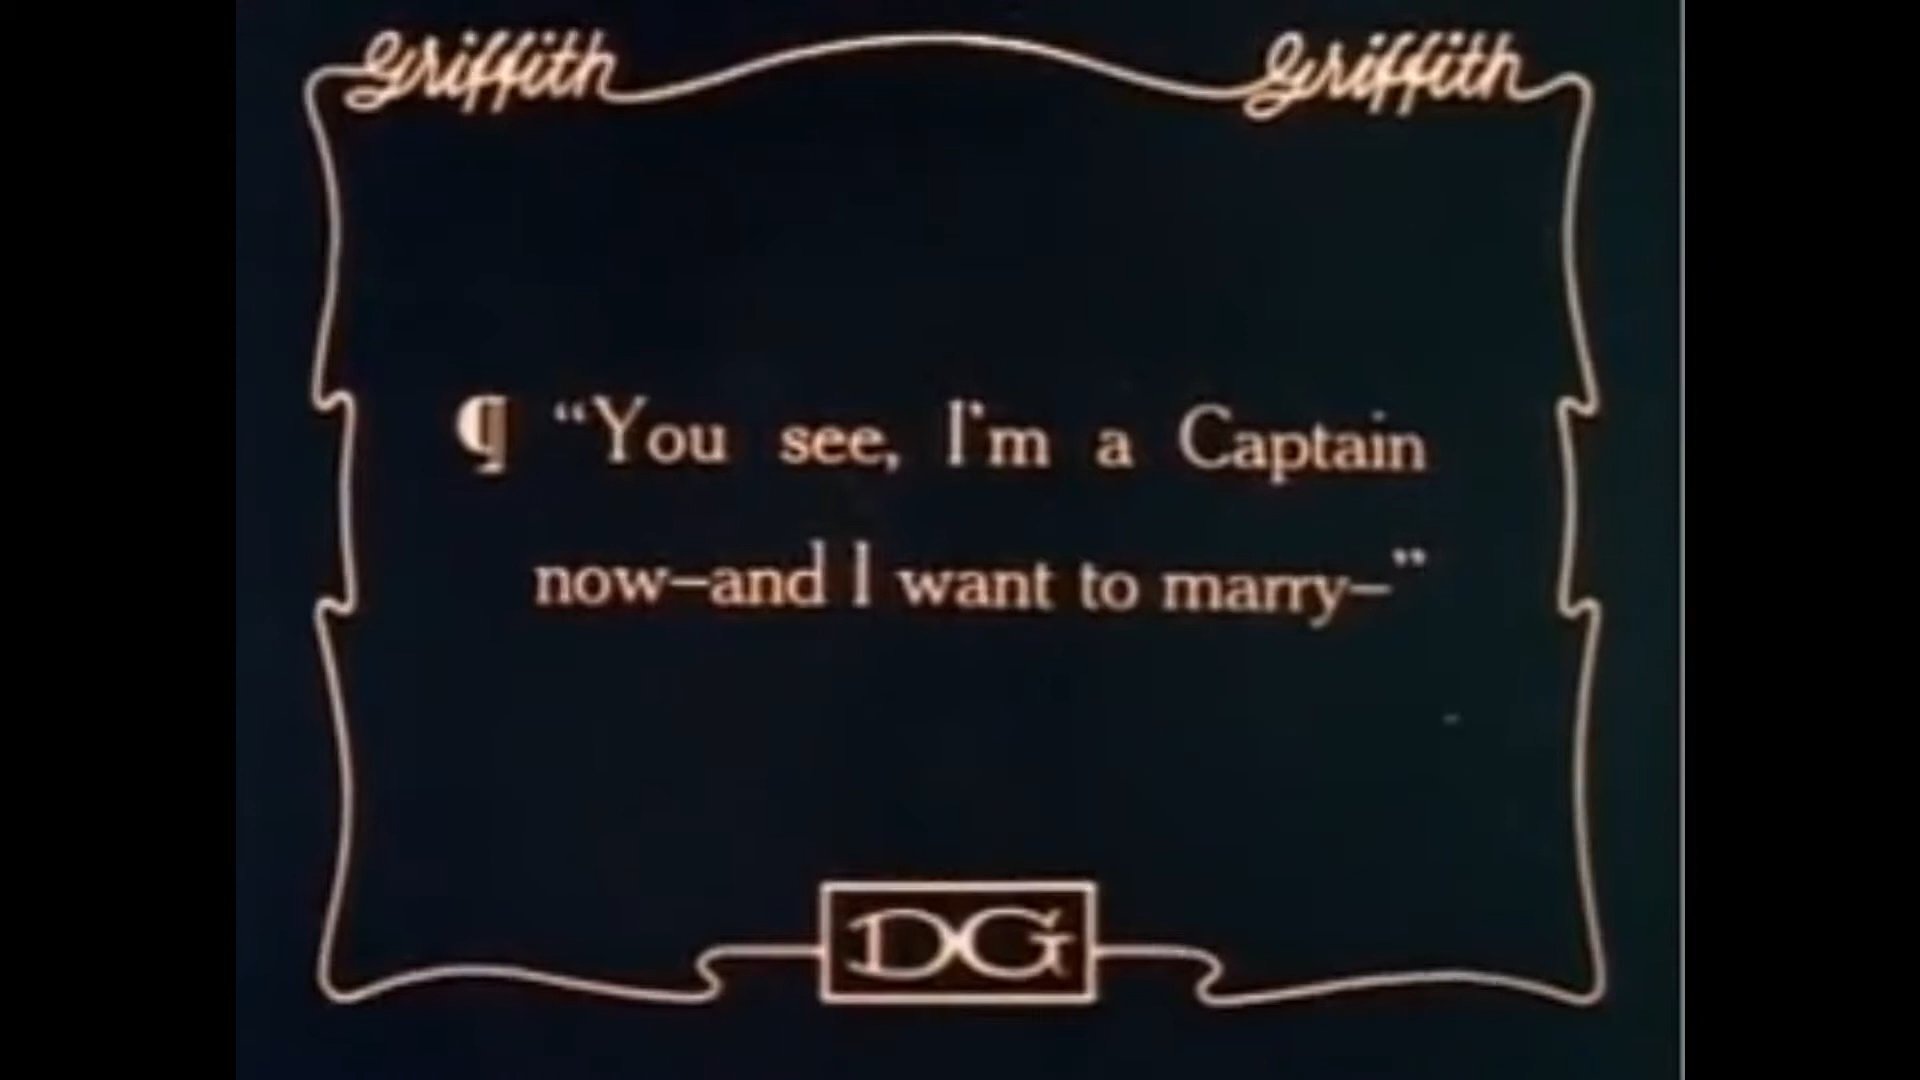 Griffith Griffith
¶ “You see, I'm a Captain
now—and I want to marry—”
DG